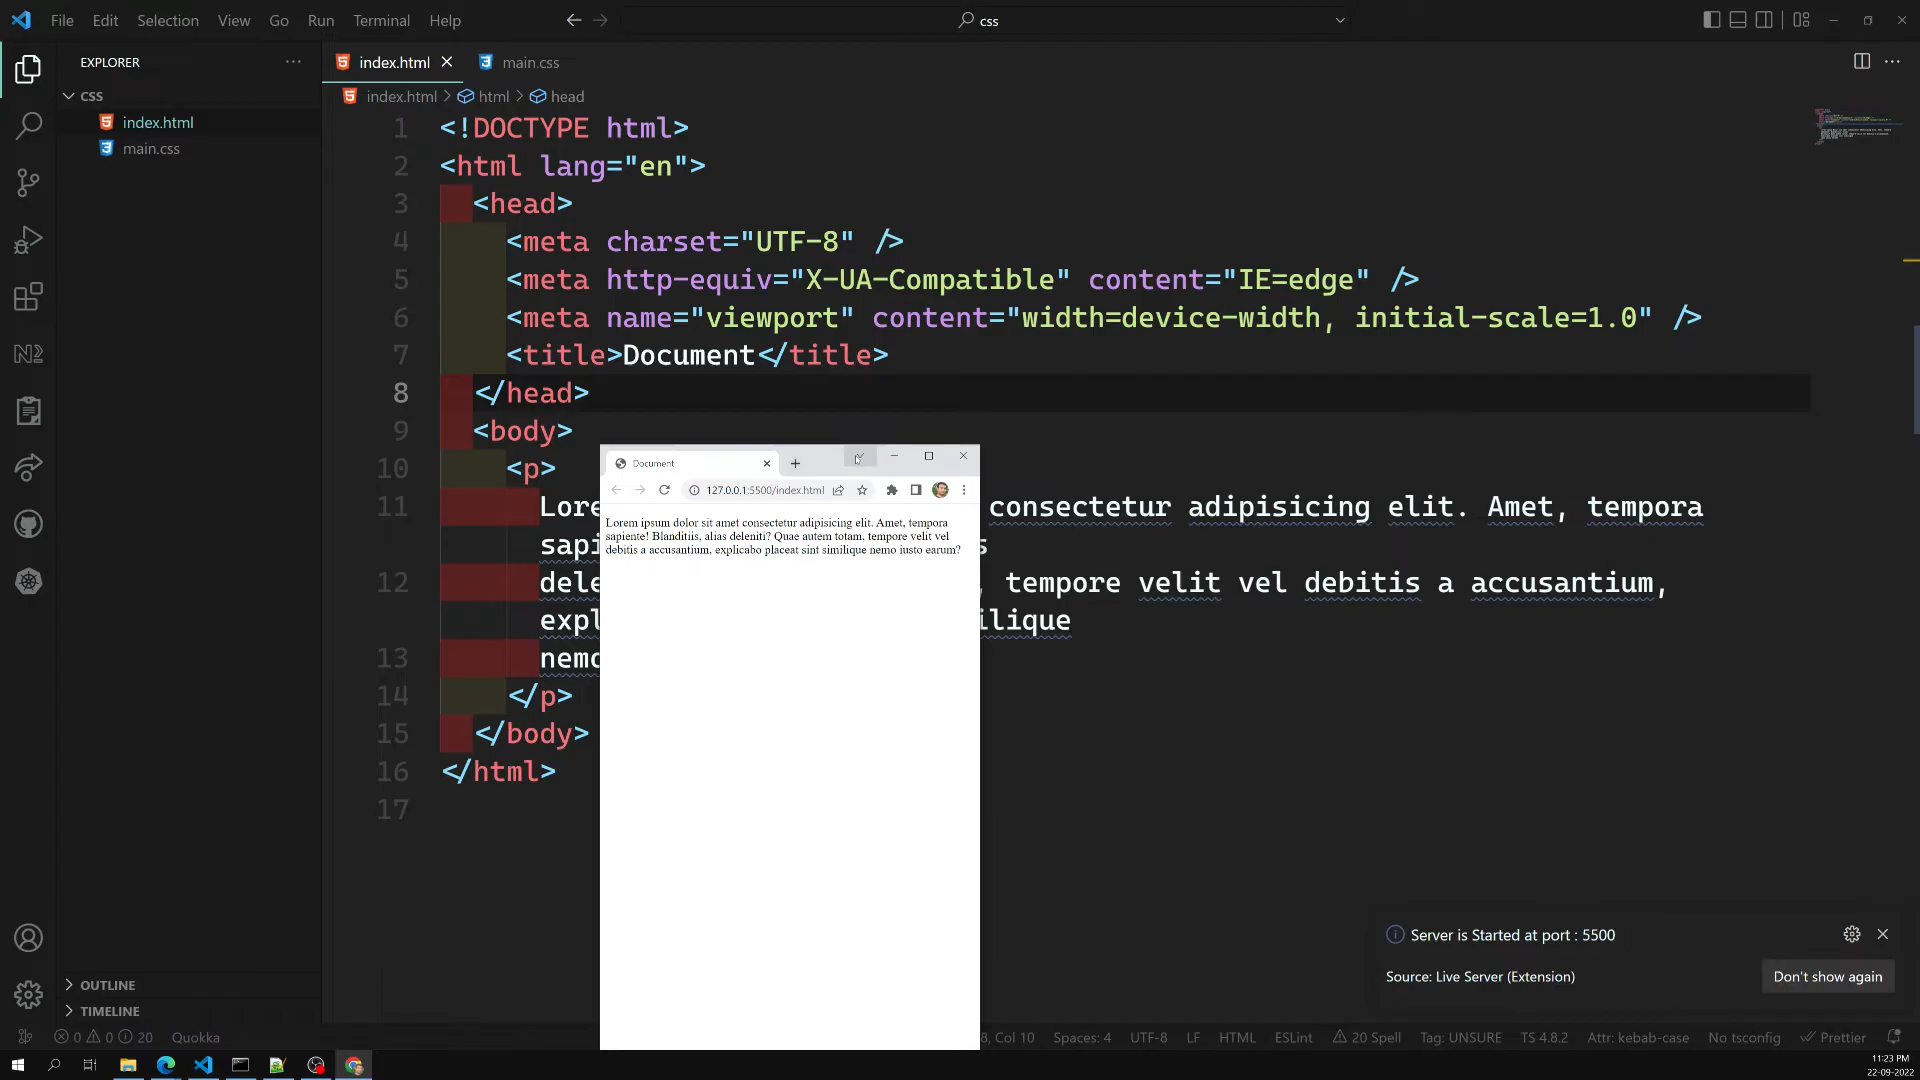 File Edit Selection View Go Run Terminal Help
css
EXPLORER
CSS
index.html
main.css
OUTLINE
TIMELINE
index.html
main.css
index.html > html > head
1 <!DOCTYPE html>
2 <html lang="en">
3 <head>
4 <meta charset="UTF-8" />
5 <meta http-equiv="X-UA-Compatible" content="IE=edge" />
6 <meta name="viewport" content="width=device-width, initial-scale=1.0" />
7 <title>Document</title>
8 </head>
9 <body>
10 <p>
11 Lore consectetur adipisicing elit. Amet, tempora
sapi s
12 dele , tempore velit vel debitis a accusantium,
expl ilique
13 nemo
14 </p>
15 </body>
16 </html>
17
Document
127.0.0.1:5500/index.html
Lorem ipsum dolor sit amet consectetur adipisicing elit. Amet, tempora
sapiente! Blanditiis, alias deleniti? Quae autem totam, tempore velit vel
debitis a accusantium, explicabo placeat sint similique nemo iusto earum?
Server is Started at port : 5500
Source: Live Server (Extension)
Don't show again
0 0 20 Quokka
8, Col 10 Spaces: 4 UTF-8 LF HTML ESLint 20 Spell Tag: UNSURE TS 4.8.2 Attr: kebab-case No tsconfig Prettier
11:23 PM
22-09-2022